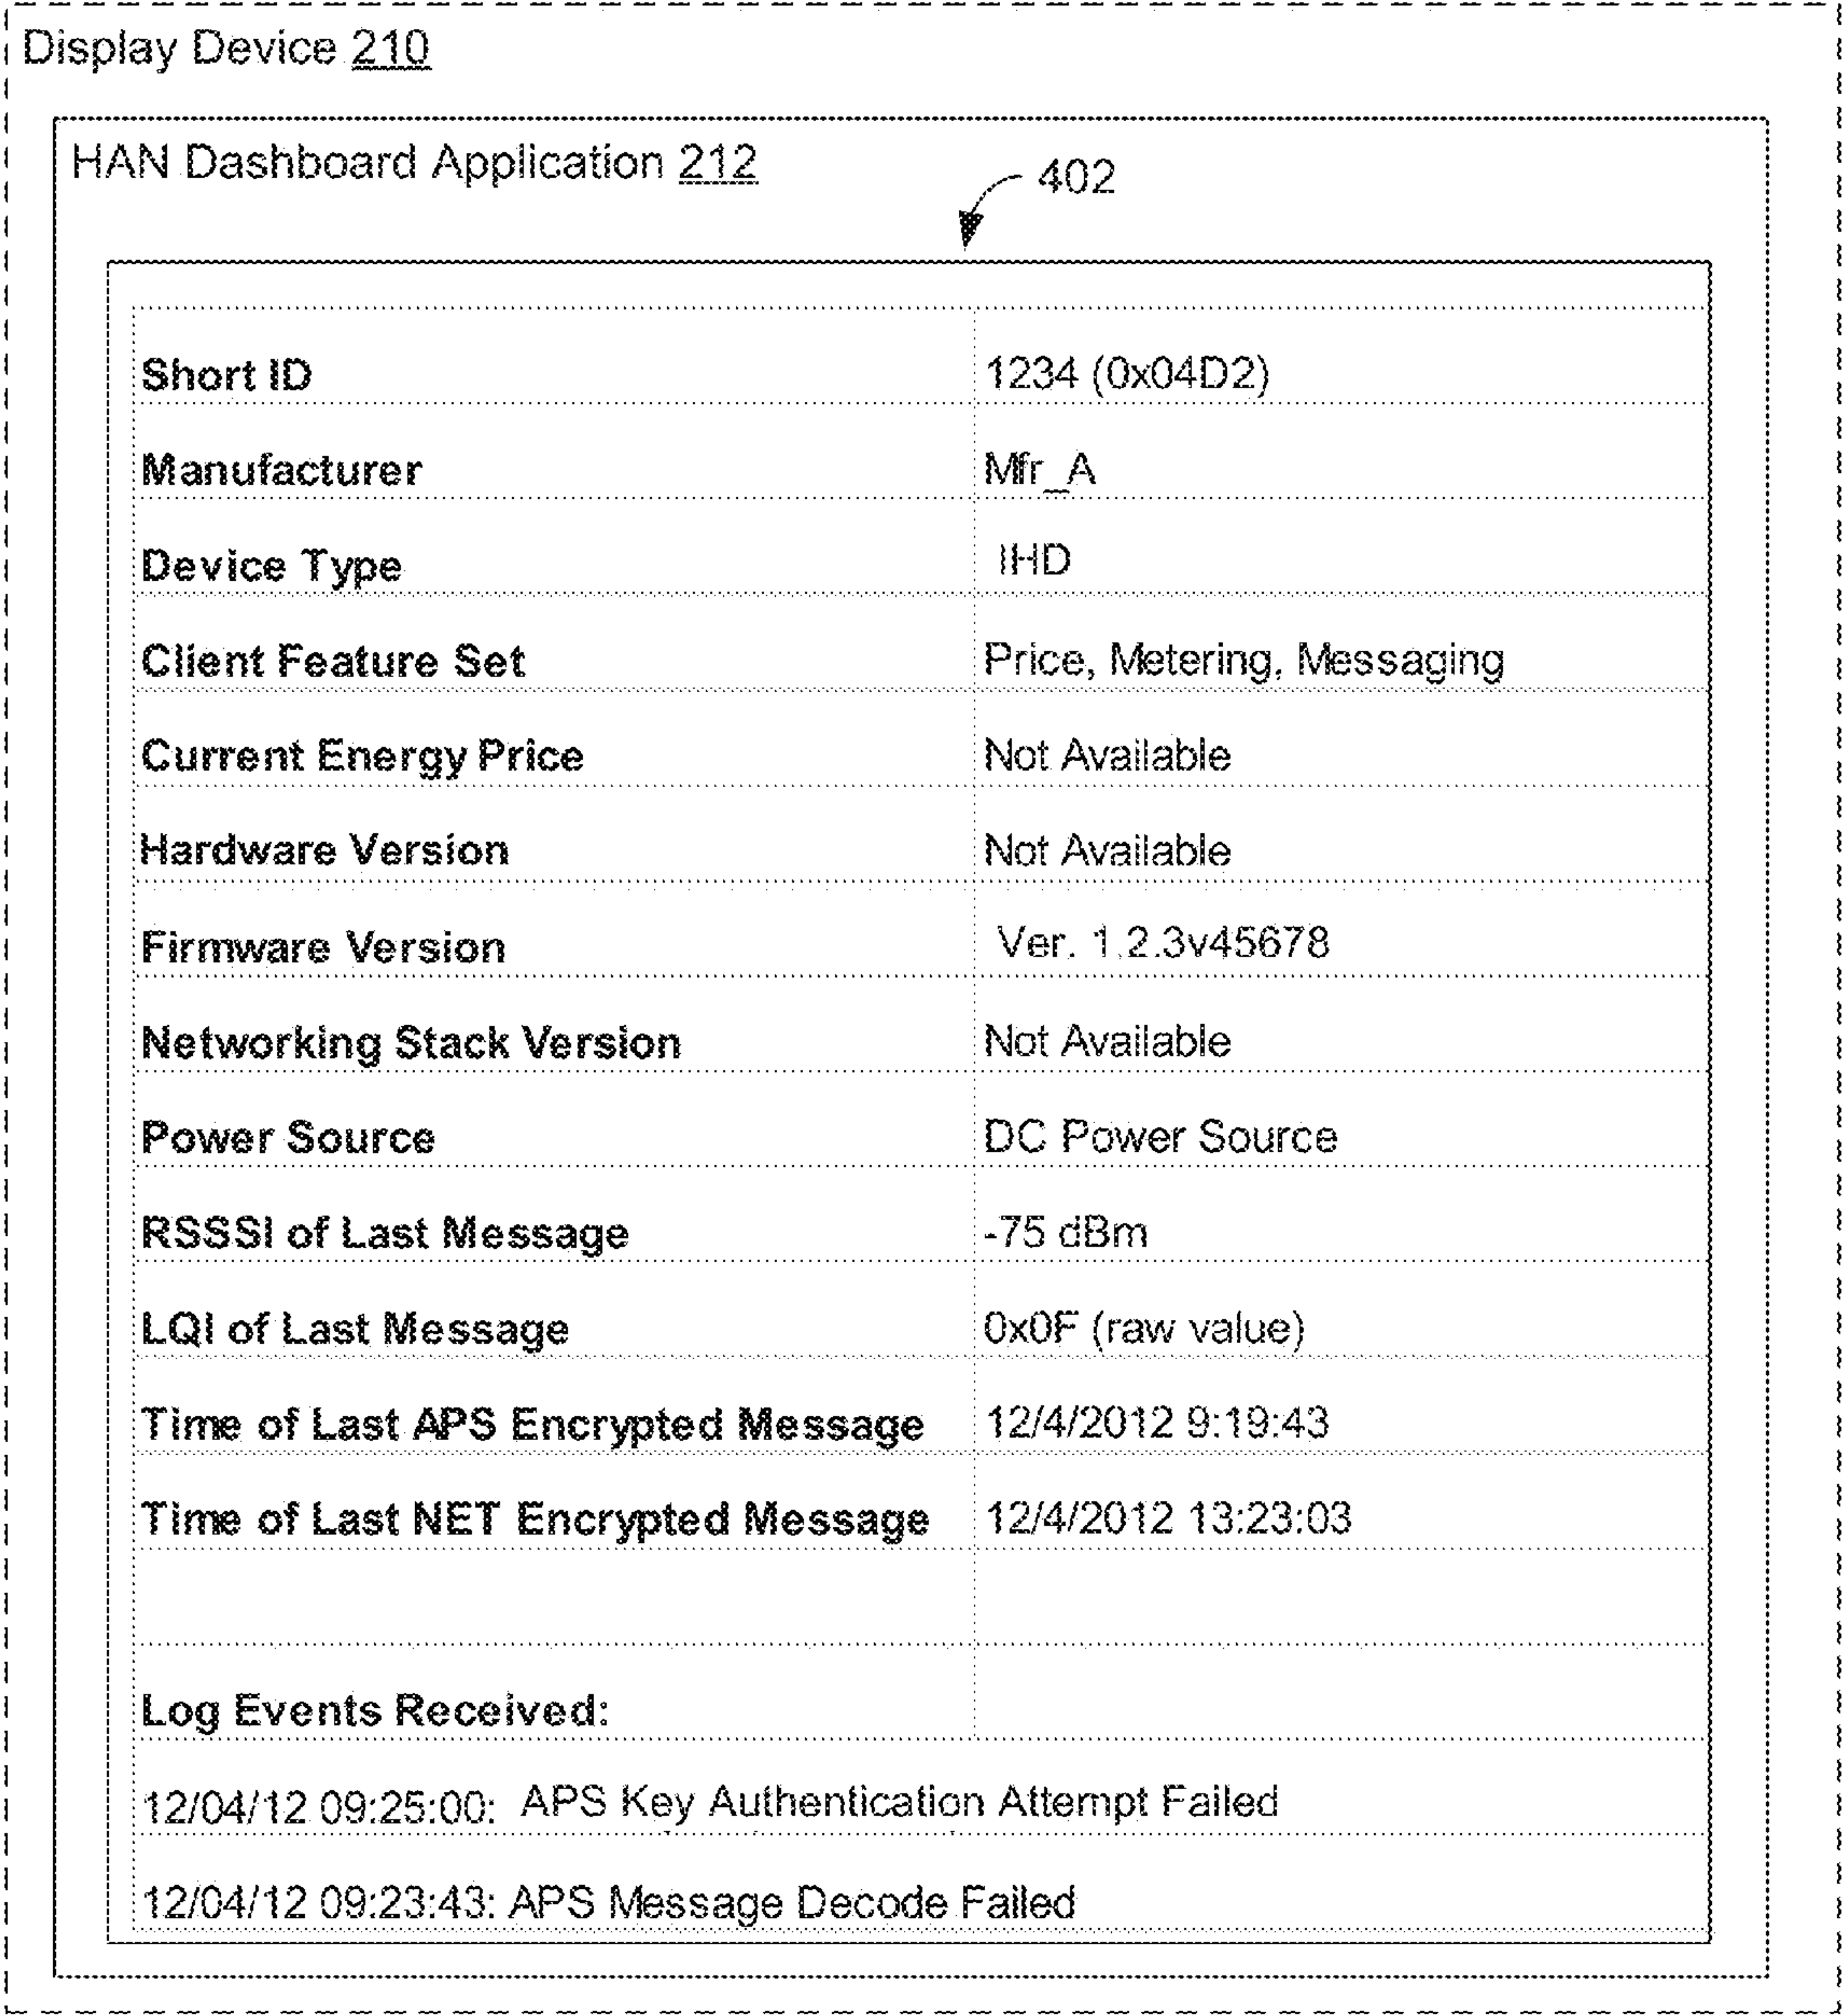 Display Device 210
HAN Dashboard Application 212
402
Short ID 1234 (0x04D2)
Manufacturer Mfr_A
Device Type IHD
Client Feature Set Price, Metering, Messaging
Current Energy Price Not Available
Hardware Version Not Available
Firmware Version Ver. 1.2.3v45678
Networking Stack Version Not Available
Power Source DC Power Source
RSSSI of Last Message -75 dBm
LQI of Last Message 0x0F (raw value)
Time of Last APS Encrypted Message 12/4/2012 9:19:43
Time of Last NET Encrypted Message 12/4/2012 13:23:03
Log Events Received:
12/04/12 09:25:00: APS Key Authentication Attempt Failed
12/04/12 09:23:43: APS Message Decode Failed